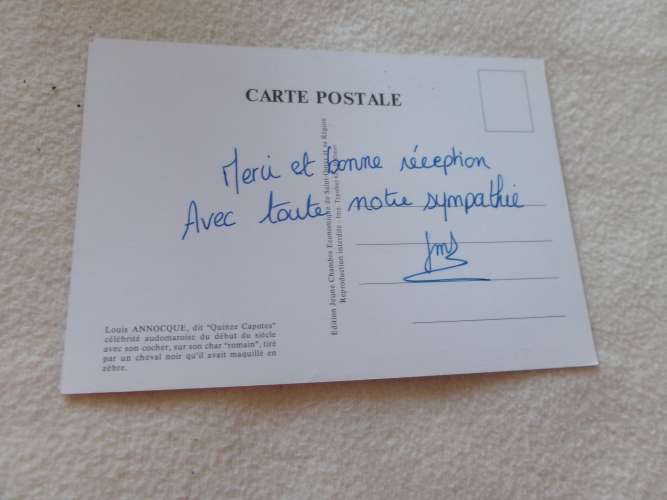 CARTE POSTALE
Merci et bonne réception
Avec toute notre sympathie
Louis ANNOCQUE, dit "Quinze Capotes"
célébrité audomaroise du début du siècle
avec son cocher, sur son char "romain", tiré
par un cheval noir qu'il avait maquillé en
zèbre.
Edition Jeune Chambre Economique de Saint-Omer et sa Région
Reproduction interdite - Imp.